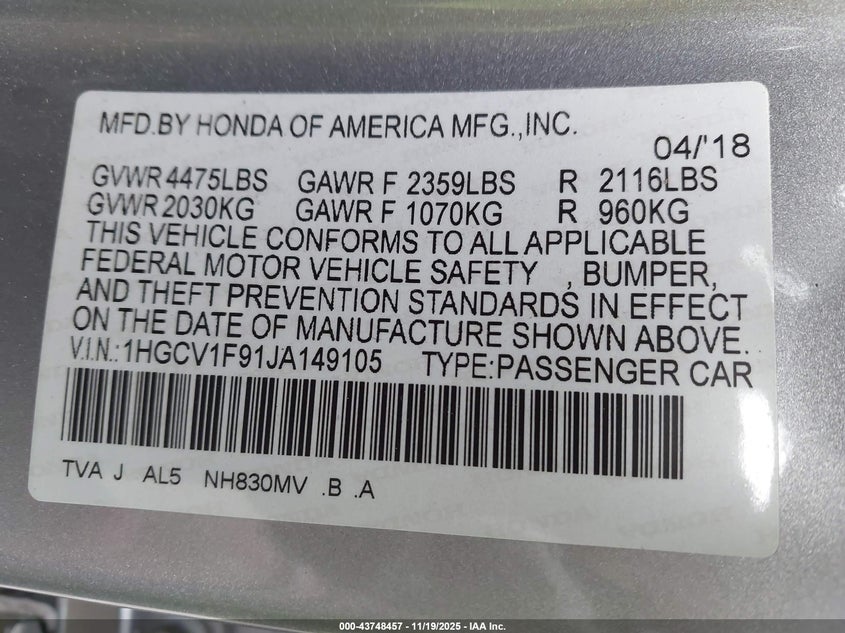 MFD.BY HONDA OF AMERICA MFG.,INC.
04/'18
GVWR 4475LBS GAWR F 2359LBS R 2116LBS
GVWR 2030KG GAWR F 1070KG R 960KG
THIS VEHICLE CONFORMS TO ALL APPLICABLE
FEDERAL MOTOR VEHICLE SAFETY , BUMPER,
AND THEFT PREVENTION STANDARDS IN EFFECT
ON THE DATE OF MANUFACTURE SHOWN ABOVE.
V.I.N.:1HGCV1F91JA149105 TYPE:PASSENGER CAR
TVA J AL5 NH830MV .B .A
000-43748457 - 11/19/2025 - IAA Inc.